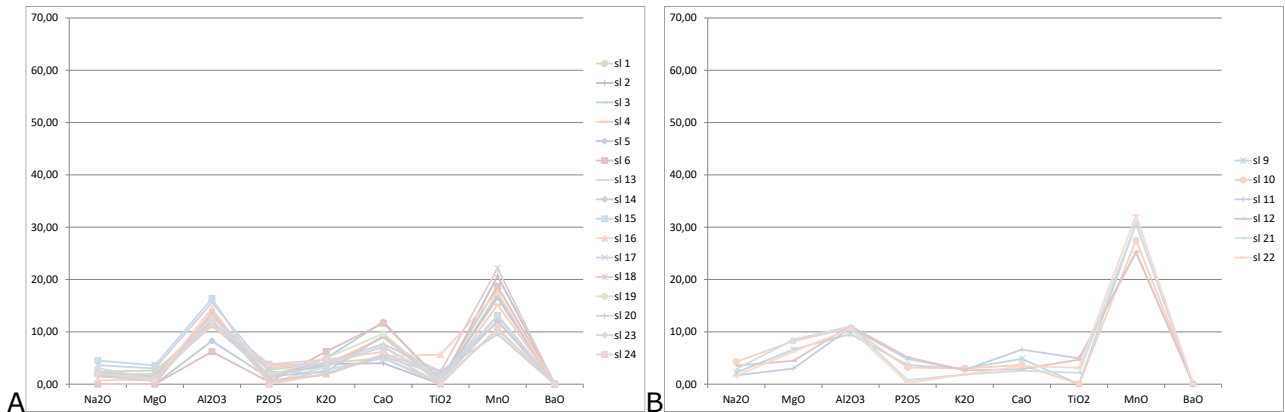 70,00
60,00
50,00
40,00
30,00
20,00
10,00
0,00
Na2O MgO Al2O3 P2O5 K2O CaO TiO2 MnO BaO
sl 1
sl 2
sl 3
sl 4
sl 5
sl 6
sl 13
sl 14
sl 15
sl 16
sl 17
sl 18
sl 19
sl 20
sl 23
sl 24
A
70,00
60,00
50,00
40,00
30,00
20,00
10,00
0,00
Na2O MgO Al2O3 P2O5 K2O CaO TiO2 MnO BaO
sl 9
sl 10
sl 11
sl 12
sl 21
sl 22
B